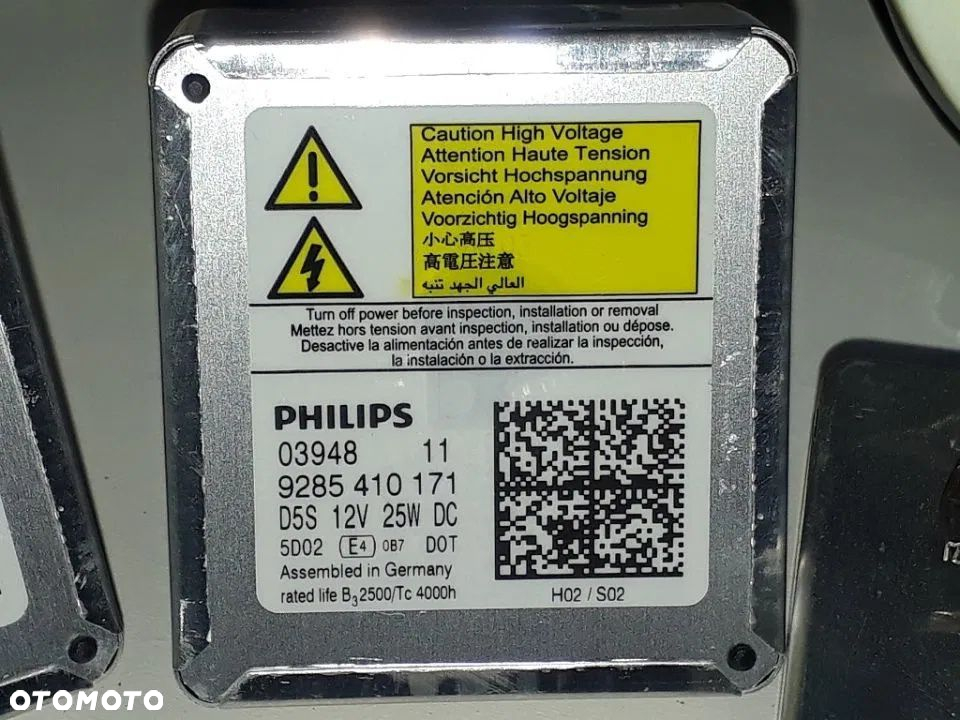 Caution High Voltage
Attention Haute Tension
Vorsicht Hochspannung
Atención Alto Voltaje
Voorzichtig Hoogspanning
小心高压
高電圧注意
العالي الجهد تنبه
Turn off power before inspection, installation or removal
Mettez hors tension avant inspection, installation ou dépose.
Desactive la alimentación antes de realizar la inspección,
la instalación o la extracción.
PHILIPS
03948 11
9285 410 171
D5S 12V 25W DC
5D02 E4 0B7 DOT
Assembled in Germany
rated life B3 2500/Tc 4000h
H02 / S02
OTOMOTO